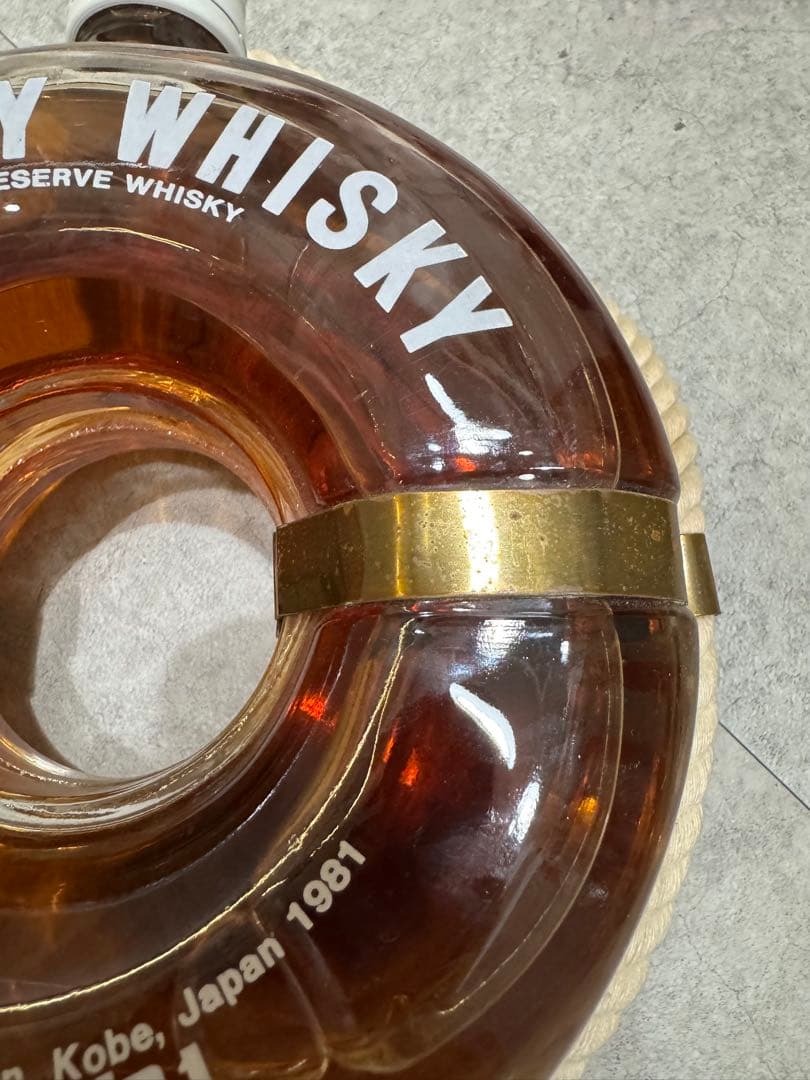 Y WHISKY
ESERVE WHISKY
n, Kobe, Japan 1981